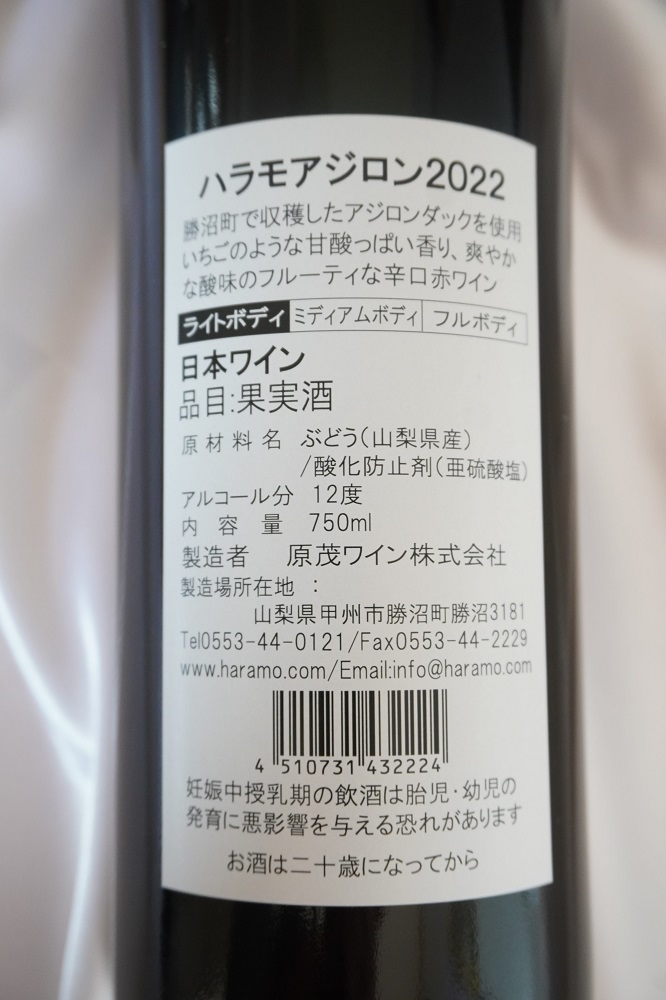 ハラモアジロン2022
勝沼町で収穫したアジロンダックを使用
いちごのような甘酸っぱい香り、爽やか
な酸味のフルーティな辛口赤ワイン
ライトボディ ミディアムボディ フルボディ
日本ワイン
品目:果実酒
原材料名 ぶどう(山梨県産)
/酸化防止剤(亜硫酸塩)
アルコール分 12度
内容量 750ml
製造者 原茂ワイン株式会社
製造場所在地 :
山梨県甲州市勝沼町勝沼3181
Tel0553-44-0121/Fax0553-44-2229
www.haramo.com/Email:info@haramo.com
4 510731 432224
妊娠中授乳期の飲酒は胎児・幼児の
発育に悪影響を与える恐れがあります
お酒は二十歳になってから